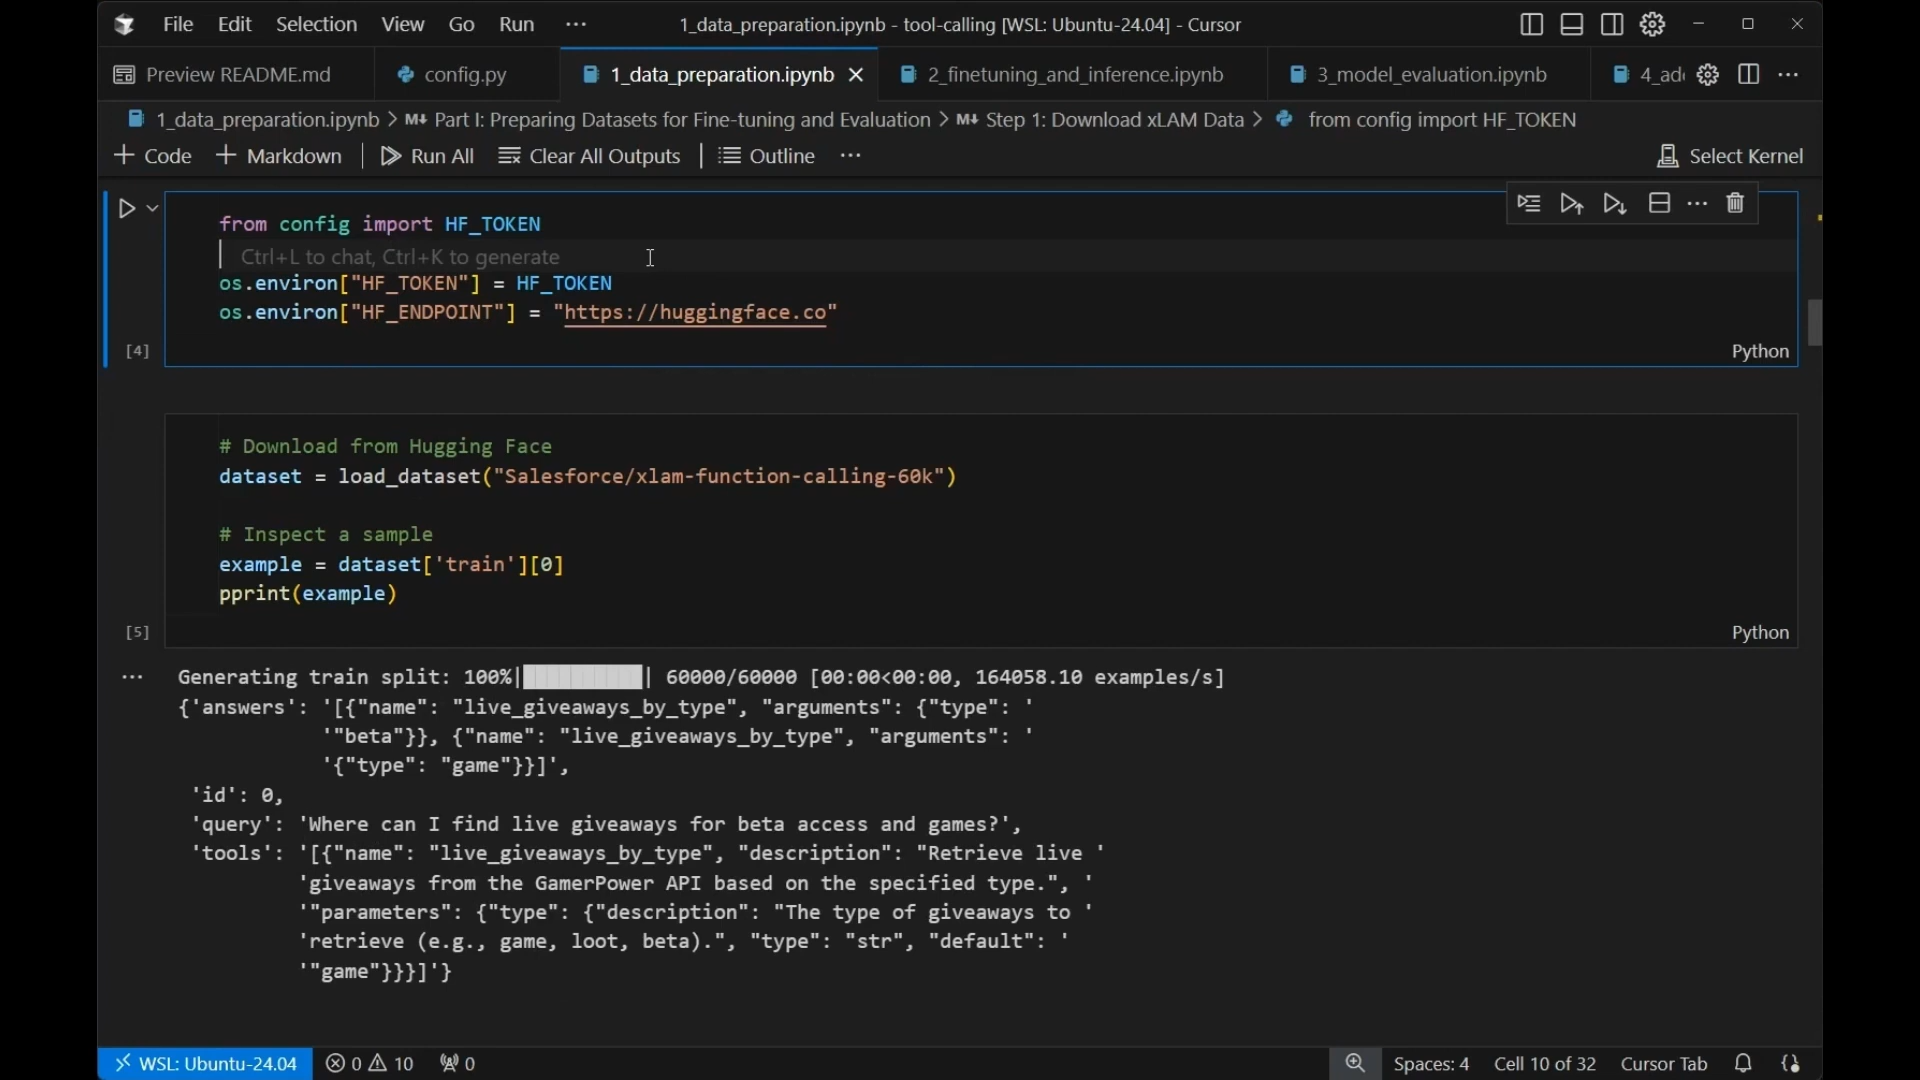 File Edit Selection View Go Run ··· 1_data_preparation.ipynb - tool-calling [WSL: Ubuntu-24.04] - Cursor
Preview README.md config.py 1_data_preparation.ipynb 2_finetuning_and_inference.ipynb 3_model_evaluation.ipynb ···
1_data_preparation.ipynb > M↓ Part I: Preparing Datasets for Fine-tuning and Evaluation > M↓ Step 1: Download xLAM Data > from config import HF_TOKEN
+ Code + Markdown Run All Clear All Outputs Outline ··· Select Kernel
from config import HF_TOKEN
Ctrl+L to chat, Ctrl+K to generate
os.environ["HF_TOKEN"] = HF_TOKEN
os.environ["HF_ENDPOINT"] = "https://huggingface.co"
[4] Python
# Download from Hugging Face
dataset = load_dataset("Salesforce/xlam-function-calling-60k")
# Inspect a sample
example = dataset['train'][0]
pprint(example)
[5] Python
··· Generating train split: 100%|██████████| 60000/60000 [00:00<00:00, 164058.10 examples/s]
{'answers': '[{"name": "live_giveaways_by_type", "arguments": {"type": '
'"beta"}}, {"name": "live_giveaways_by_type", "arguments": '
'{"type": "game"}}]',
'id': 0,
'query': 'Where can I find live giveaways for beta access and games?',
'tools': '[{"name": "live_giveaways_by_type", "description": "Retrieve live '
'giveaways from the GamerPower API based on the specified type.", '
'"parameters": {"type": {"description": "The type of giveaways to '
'retrieve (e.g., game, loot, beta).", "type": "str", "default": '
'"game"}}}]'}
WSL: Ubuntu-24.04 0 10 0 Spaces: 4 Cell 10 of 32 Cursor Tab